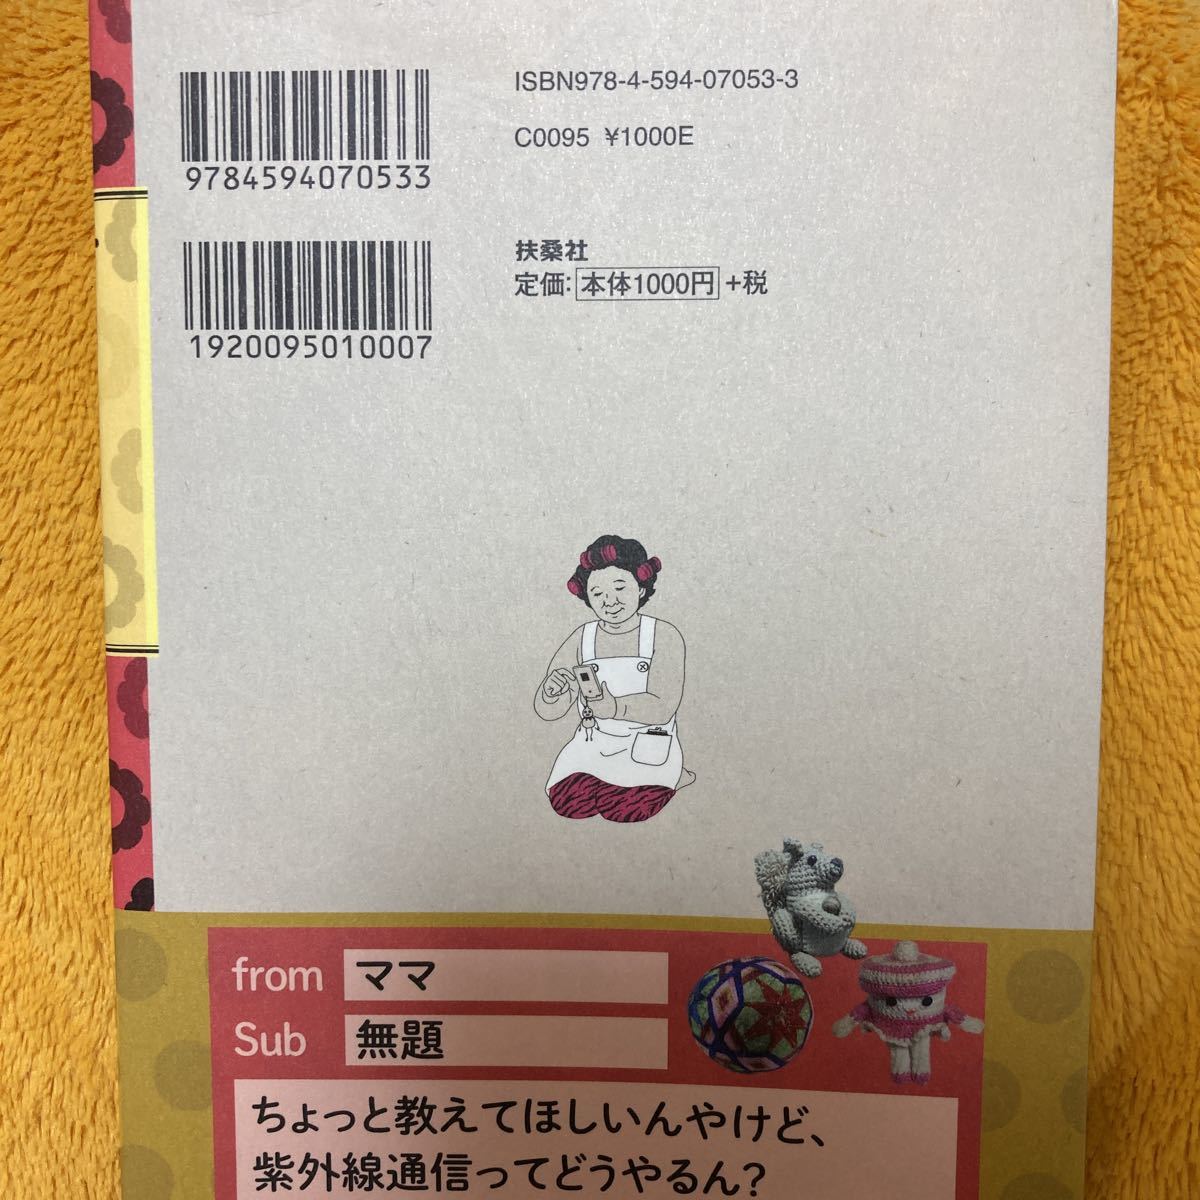 9784594070533
ISBN978-4-594-07053-3
C0095 ¥1000E
1920095010007
扶桑社
定価:本体1000円+税
from ママ
Sub 無題
ちょっと教えてほしいんやけど、
紫外線通信ってどうやるん?